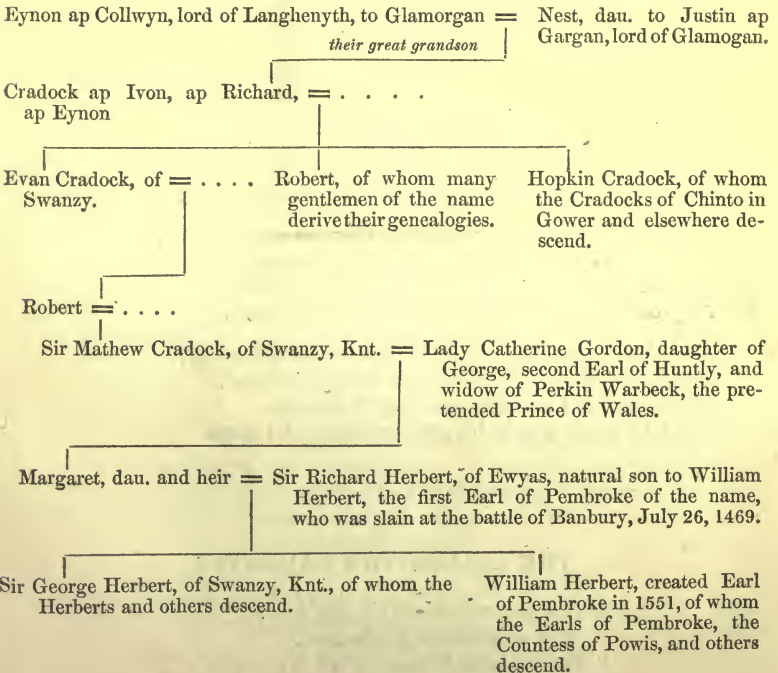 Eynon ap Collwyn, lord of Langhenyth, to Glamorgan = Nest, dau. to Justin ap
Gargan, lord of Glamogan.
their great grandson
Cradock ap Ivon, ap Richard, = . . . .
ap Eynon
Evan Cradock, of = . . . .
Swanzy.
Robert, of whom many
gentlemen of the name
derive their genealogies.
Hopkin Cradock, of whom
the Cradocks of Chinto in
Gower and elsewhere de-
scend.
Robert = . . . .
Sir Mathew Cradock, of Swanzy, Knt. = Lady Catherine Gordon, daughter of
George, second Earl of Huntly, and
widow of Perkin Warbeck, the pre-
tended Prince of Wales.
Margaret, dau. and heir = Sir Richard Herbert, of Ewyas, natural son to William
Herbert, the first Earl of Pembroke of the name,
who was slain at the battle of Banbury, July 26, 1469.
Sir George Herbert, of Swanzy, Knt., of whom the
Herberts and others descend.
William Herbert, created Earl
of Pembroke in 1551, of whom
the Earls of Pembroke, the
Countess of Powis, and others
descend.